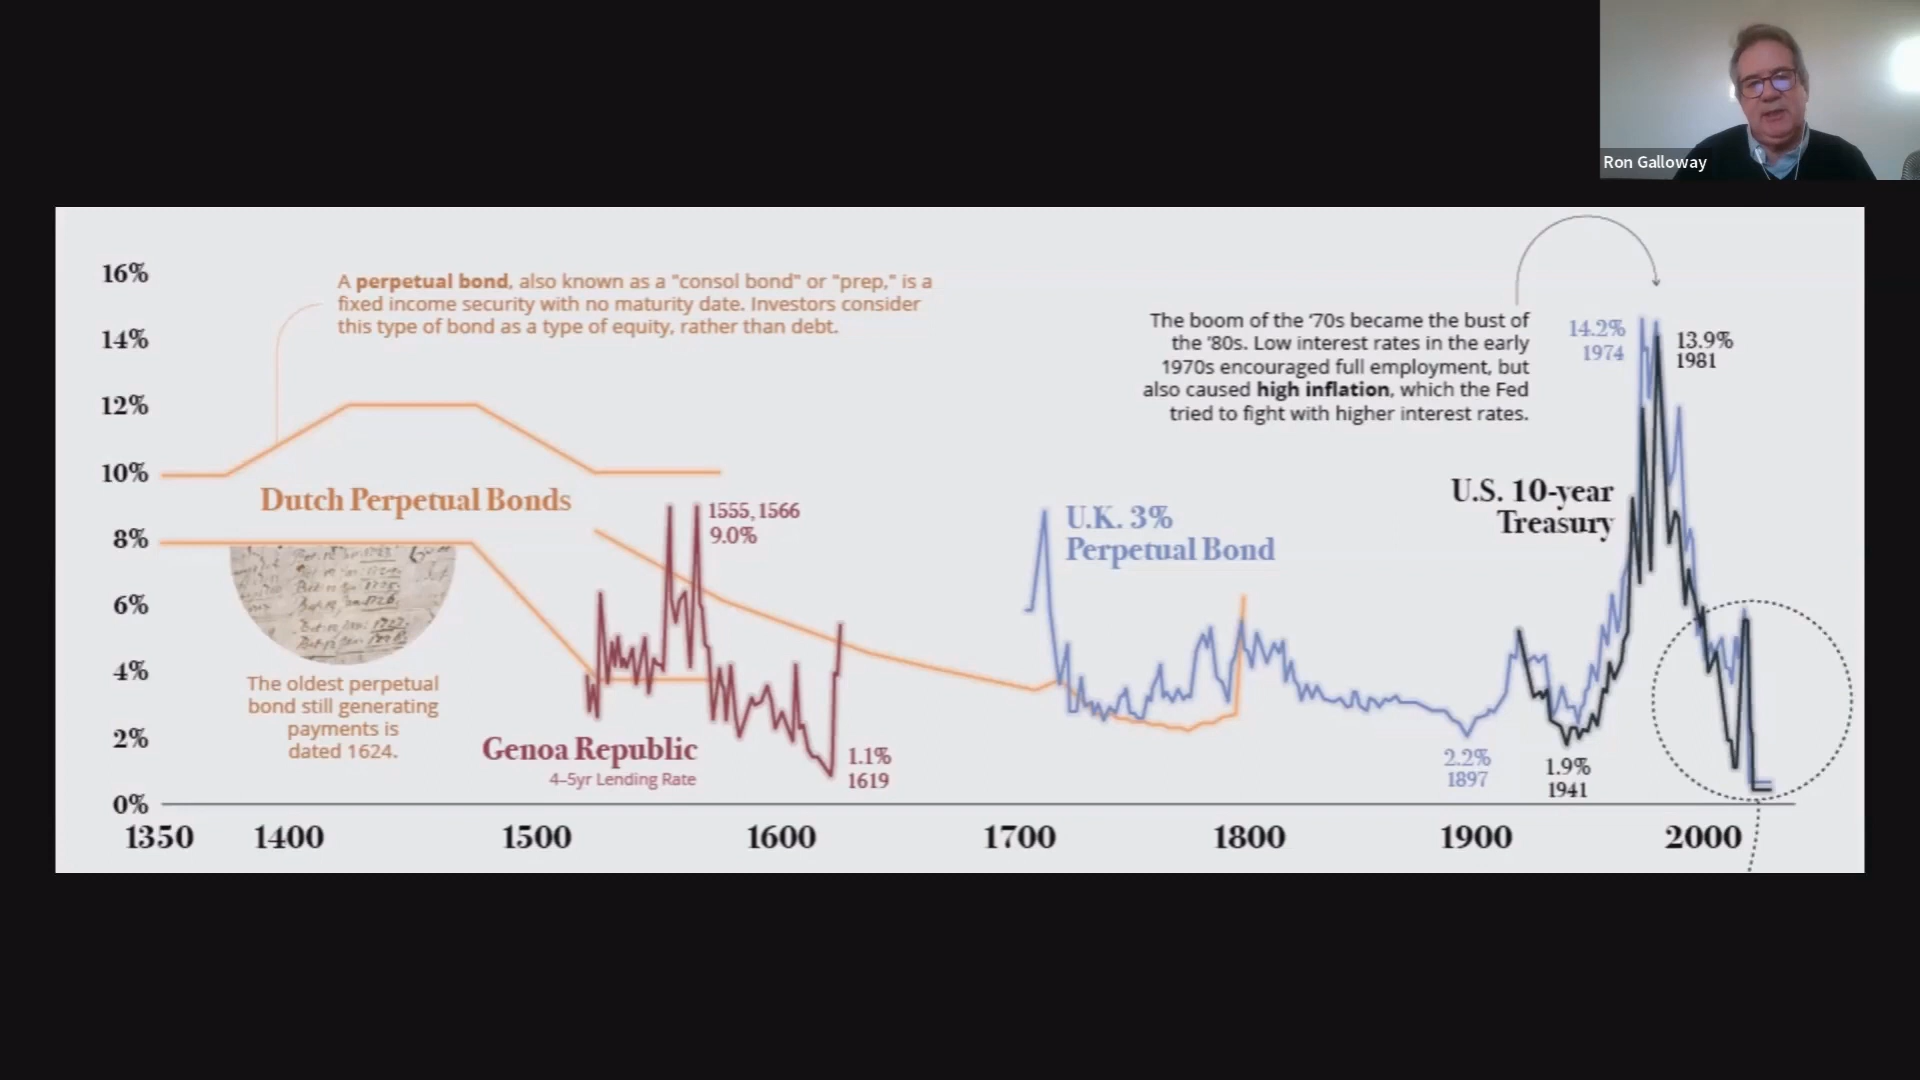 Ron Galloway
16%
14%
12%
10%
8%
6%
4%
2%
0%
A perpetual bond, also known as a "consol bond" or "prep," is a
fixed income security with no maturity date. Investors consider
this type of bond as a type of equity, rather than debt.
Dutch Perpetual Bonds
The oldest perpetual
bond still generating
payments is
dated 1624.
1555, 1566
9.0%
Genoa Republic
4–5yr Lending Rate
1.1%
1619
U.K. 3%
Perpetual Bond
The boom of the '70s became the bust of
the '80s. Low interest rates in the early
1970s encouraged full employment, but
also caused high inflation, which the Fed
tried to fight with higher interest rates.
14.2%
1974
13.9%
1981
U.S. 10-year
Treasury
2.2%
1897
1.9%
1941
1350 1400 1500 1600 1700 1800 1900 2000